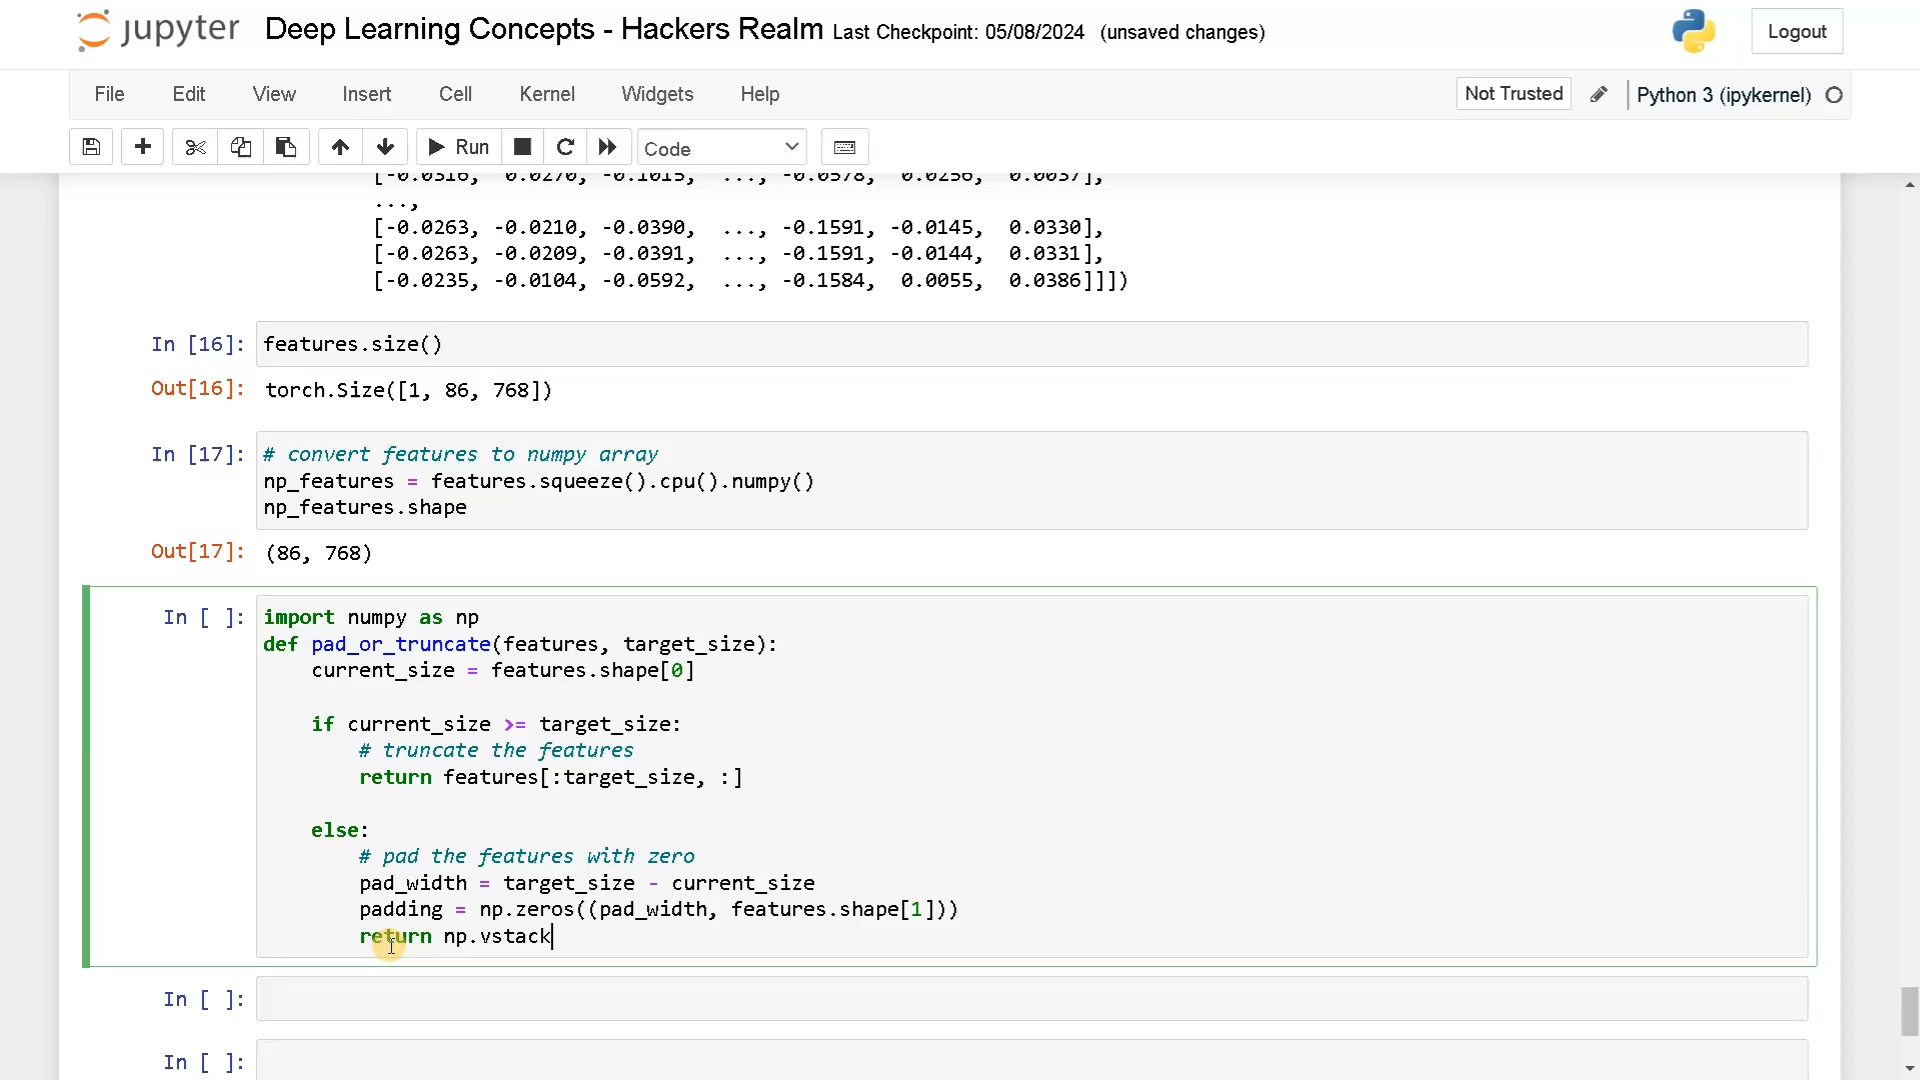 jupyter Deep Learning Concepts - Hackers Realm Last Checkpoint: 05/08/2024 (unsaved changes) Logout
File Edit View Insert Cell Kernel Widgets Help Not Trusted Python 3 (ipykernel)
Run Code
[-0.0316, 0.0270, -0.1015, ..., -0.0578, 0.0256, 0.0037],
...,
[-0.0263, -0.0210, -0.0390, ..., -0.1591, -0.0145, 0.0330],
[-0.0263, -0.0209, -0.0391, ..., -0.1591, -0.0144, 0.0331],
[-0.0235, -0.0104, -0.0592, ..., -0.1584, 0.0055, 0.0386]]])
In [16]: features.size()
Out[16]: torch.Size([1, 86, 768])
In [17]: # convert features to numpy array
np_features = features.squeeze().cpu().numpy()
np_features.shape
Out[17]: (86, 768)
In [ ]: import numpy as np
def pad_or_truncate(features, target_size):
current_size = features.shape[0]
if current_size >= target_size:
# truncate the features
return features[:target_size, :]
else:
# pad the features with zero
pad_width = target_size - current_size
padding = np.zeros((pad_width, features.shape[1]))
return np.vstack
In [ ]:
In [ ]: